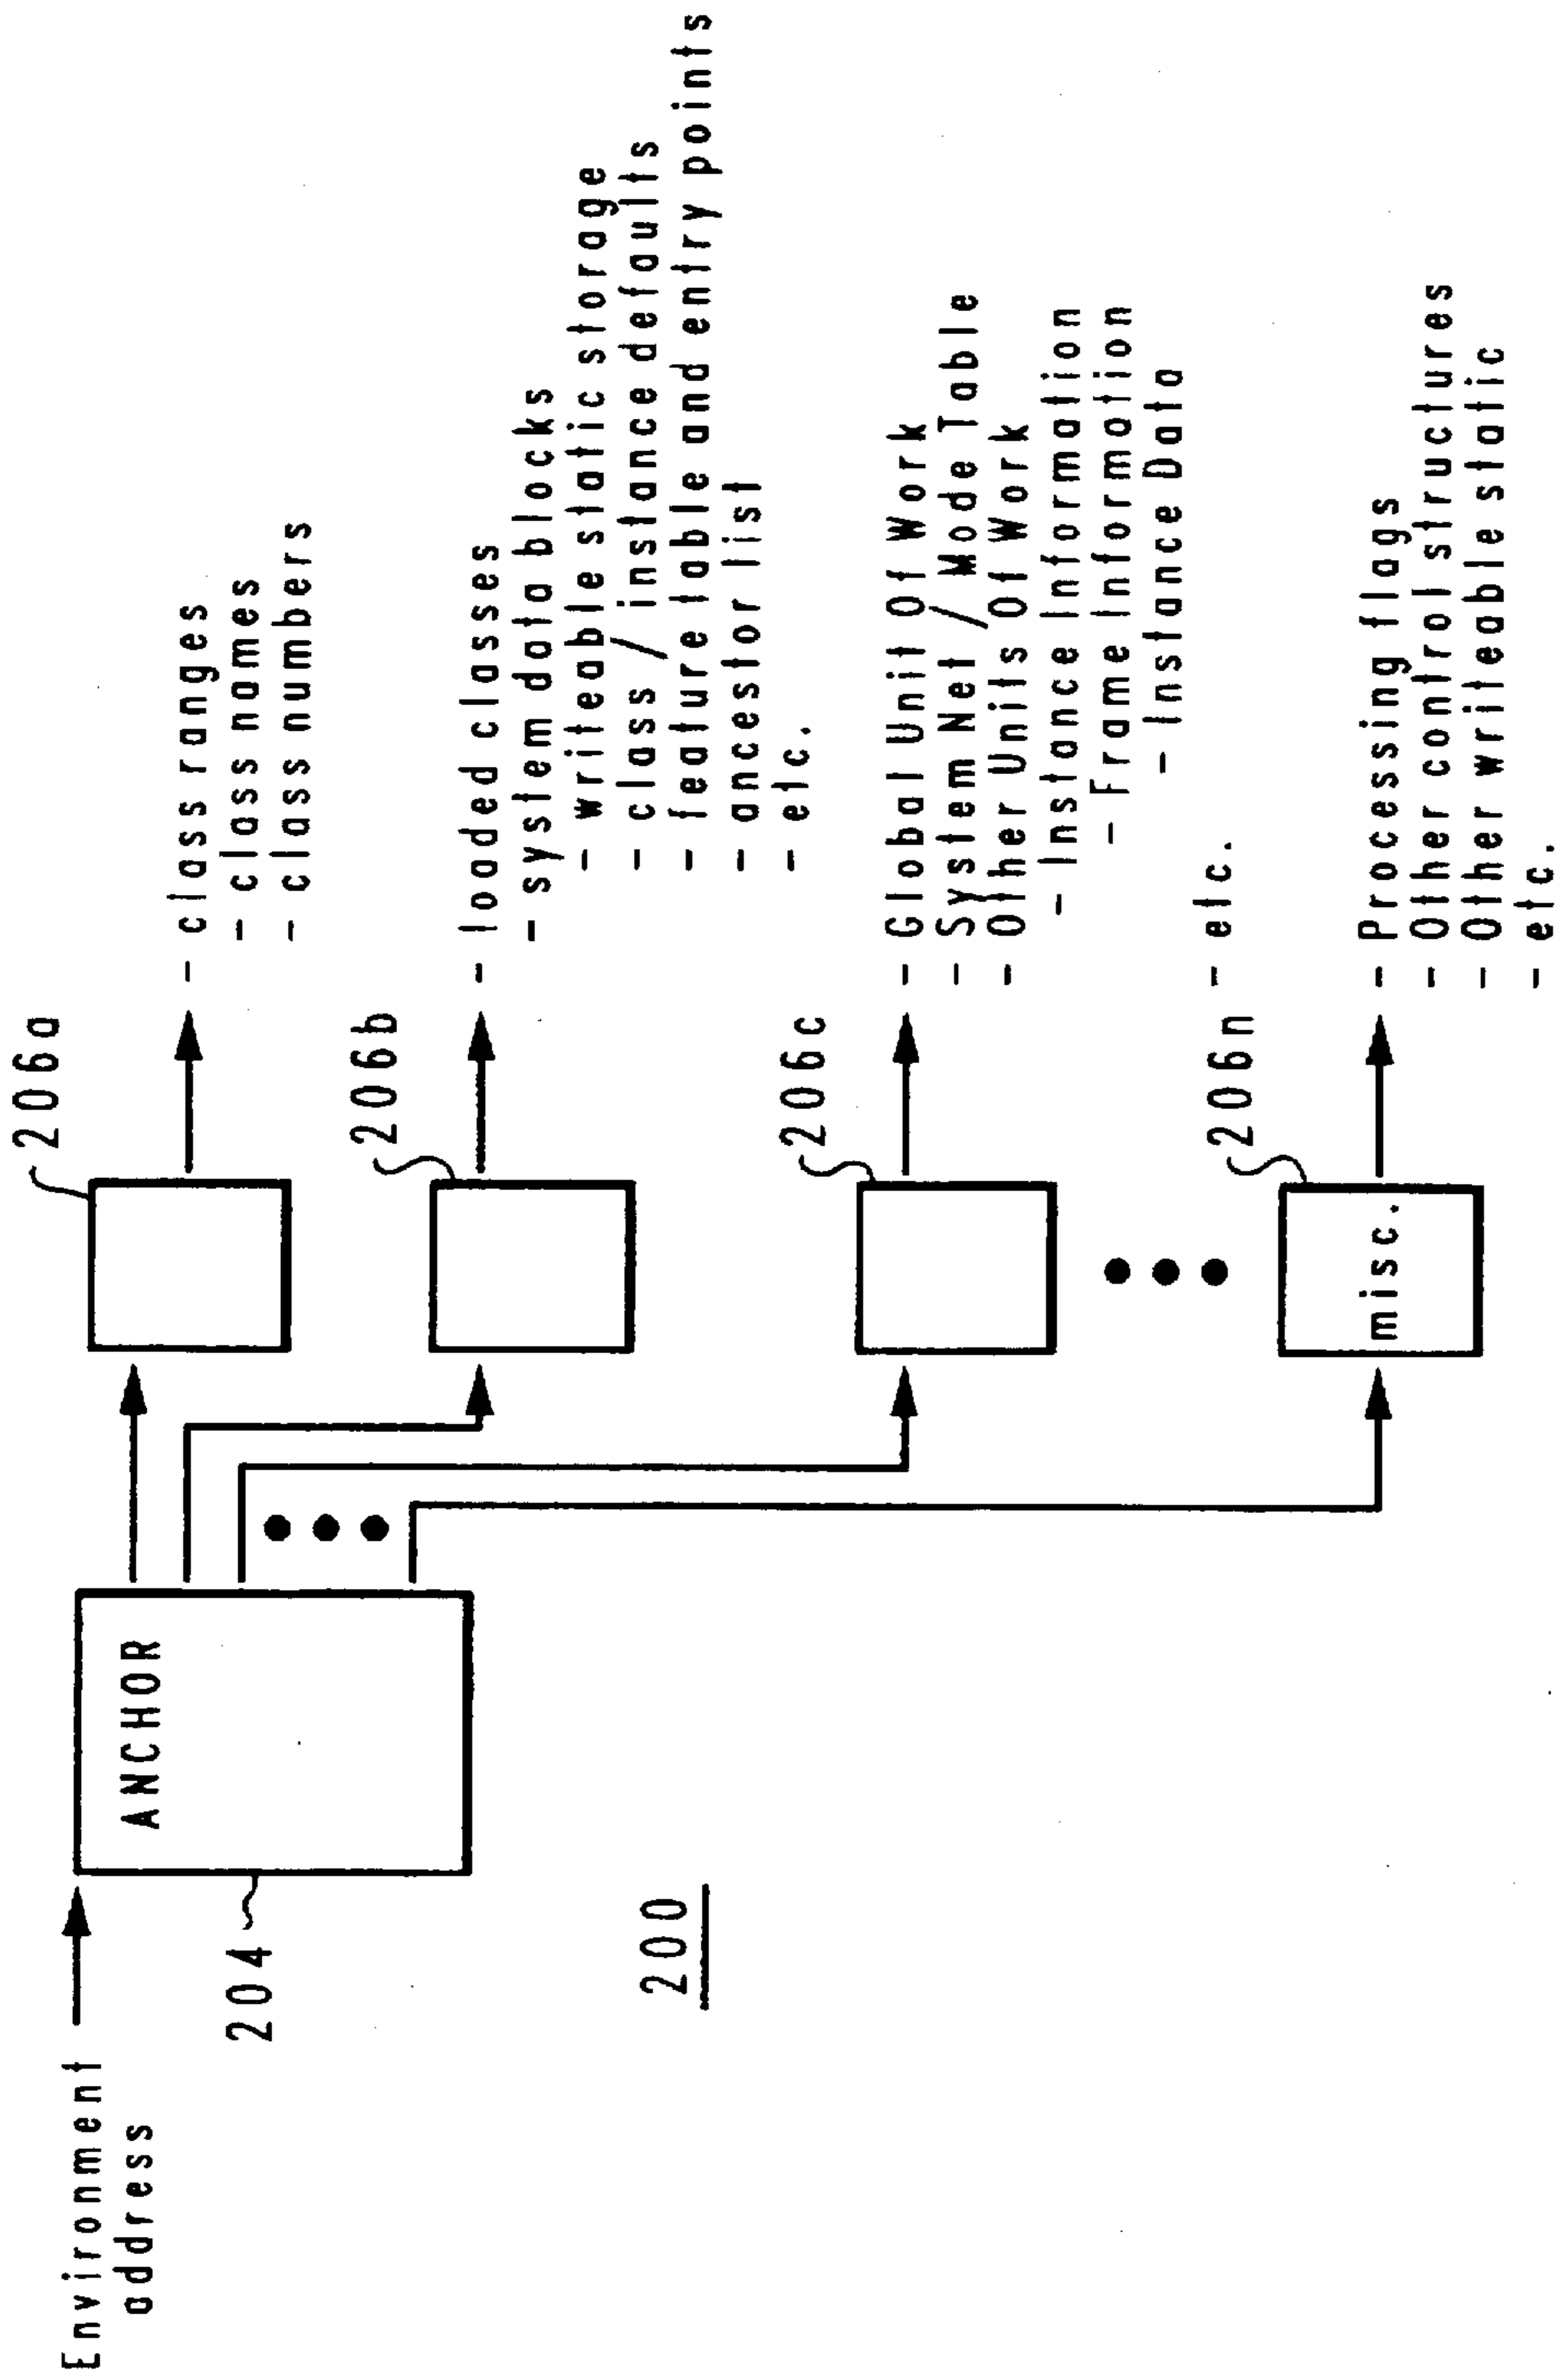 Environment
address
ANCHOR
204
200
206a
- class ranges
- class names
- class numbers
206b
- loaded classes
- system data blocks
- writeable static storage
- class / instance defaults
- feature table and entry points
- ancestor list
- etc.
206c
- Global Unit Of Work
- System Net / Mode Table
- Other Units Of Work
- Instance Information
- Frame Information
- Instance Data
- etc.
206n
misc.
- Processing flags
- Other control structures
- Other writeable static
- etc.